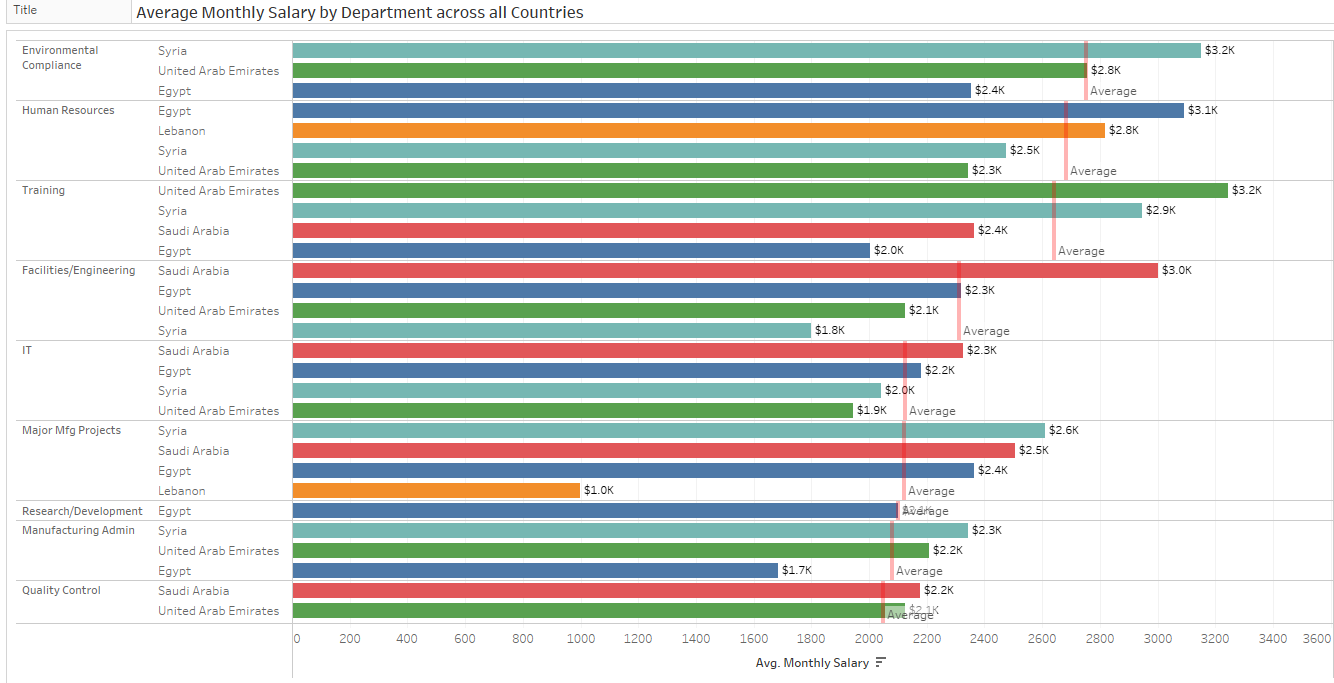 Title
Average Monthly Salary by Department across all Countries
Environmental Compliance
Syria $3.2K
United Arab Emirates $2.8K
Egypt $2.4K Average
Human Resources Egypt $3.1K
Lebanon $2.8K
Syria $2.5K
United Arab Emirates $2.3K Average
Training United Arab Emirates $3.2K
Syria $2.9K
Saudi Arabia $2.4K
Egypt $2.0K Average
Facilities/Engineering Saudi Arabia $3.0K
Egypt $2.3K
United Arab Emirates $2.1K
Syria $1.8K Average
IT Saudi Arabia $2.3K
Egypt $2.2K
Syria $2.0K
United Arab Emirates $1.9K Average
Major Mfg Projects Syria $2.6K
Saudi Arabia $2.5K
Egypt $2.4K
Lebanon $1.0K Average
Research/Development Egypt Average
Manufacturing Admin Syria $2.3K
United Arab Emirates $2.2K
Egypt $1.7K Average
Quality Control Saudi Arabia $2.2K
United Arab Emirates $2.1K
Average
0 200 400 600 800 1000 1200 1400 1600 1800 2000 2200 2400 2600 2800 3000 3200 3400 3600
Avg. Monthly Salary